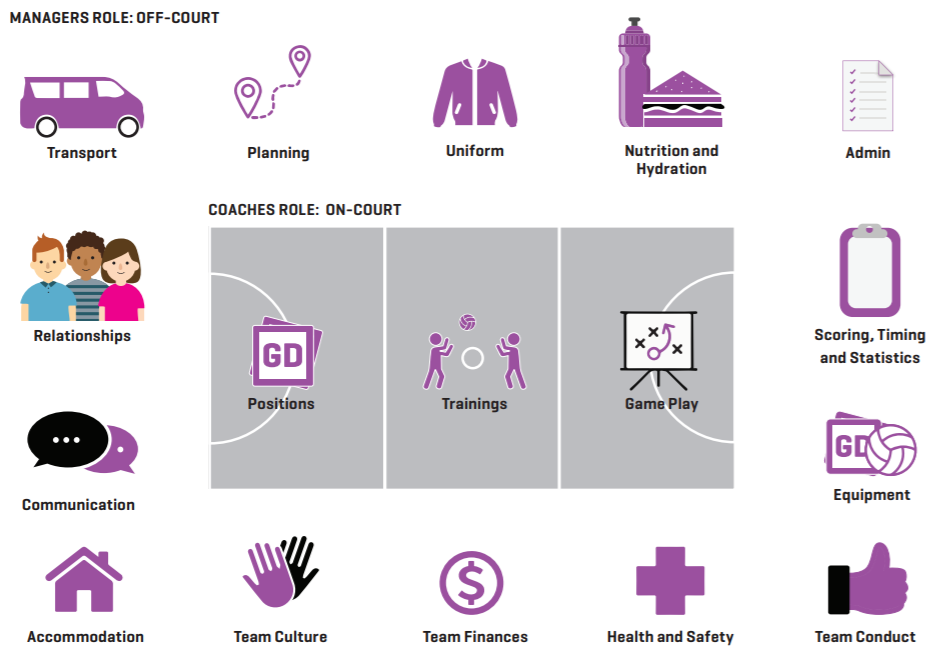 MANAGERS ROLE: OFF-COURT
Transport
Planning
Uniform
Nutrition and
Hydration
Admin
COACHES ROLE:  ON-COURT
Relationships
GD
Positions
Trainings
Game Play
Scoring, Timing
and Statistics
Communication
GD
Equipment
Accommodation
Team Culture
$
Team Finances
Health and Safety
Team Conduct